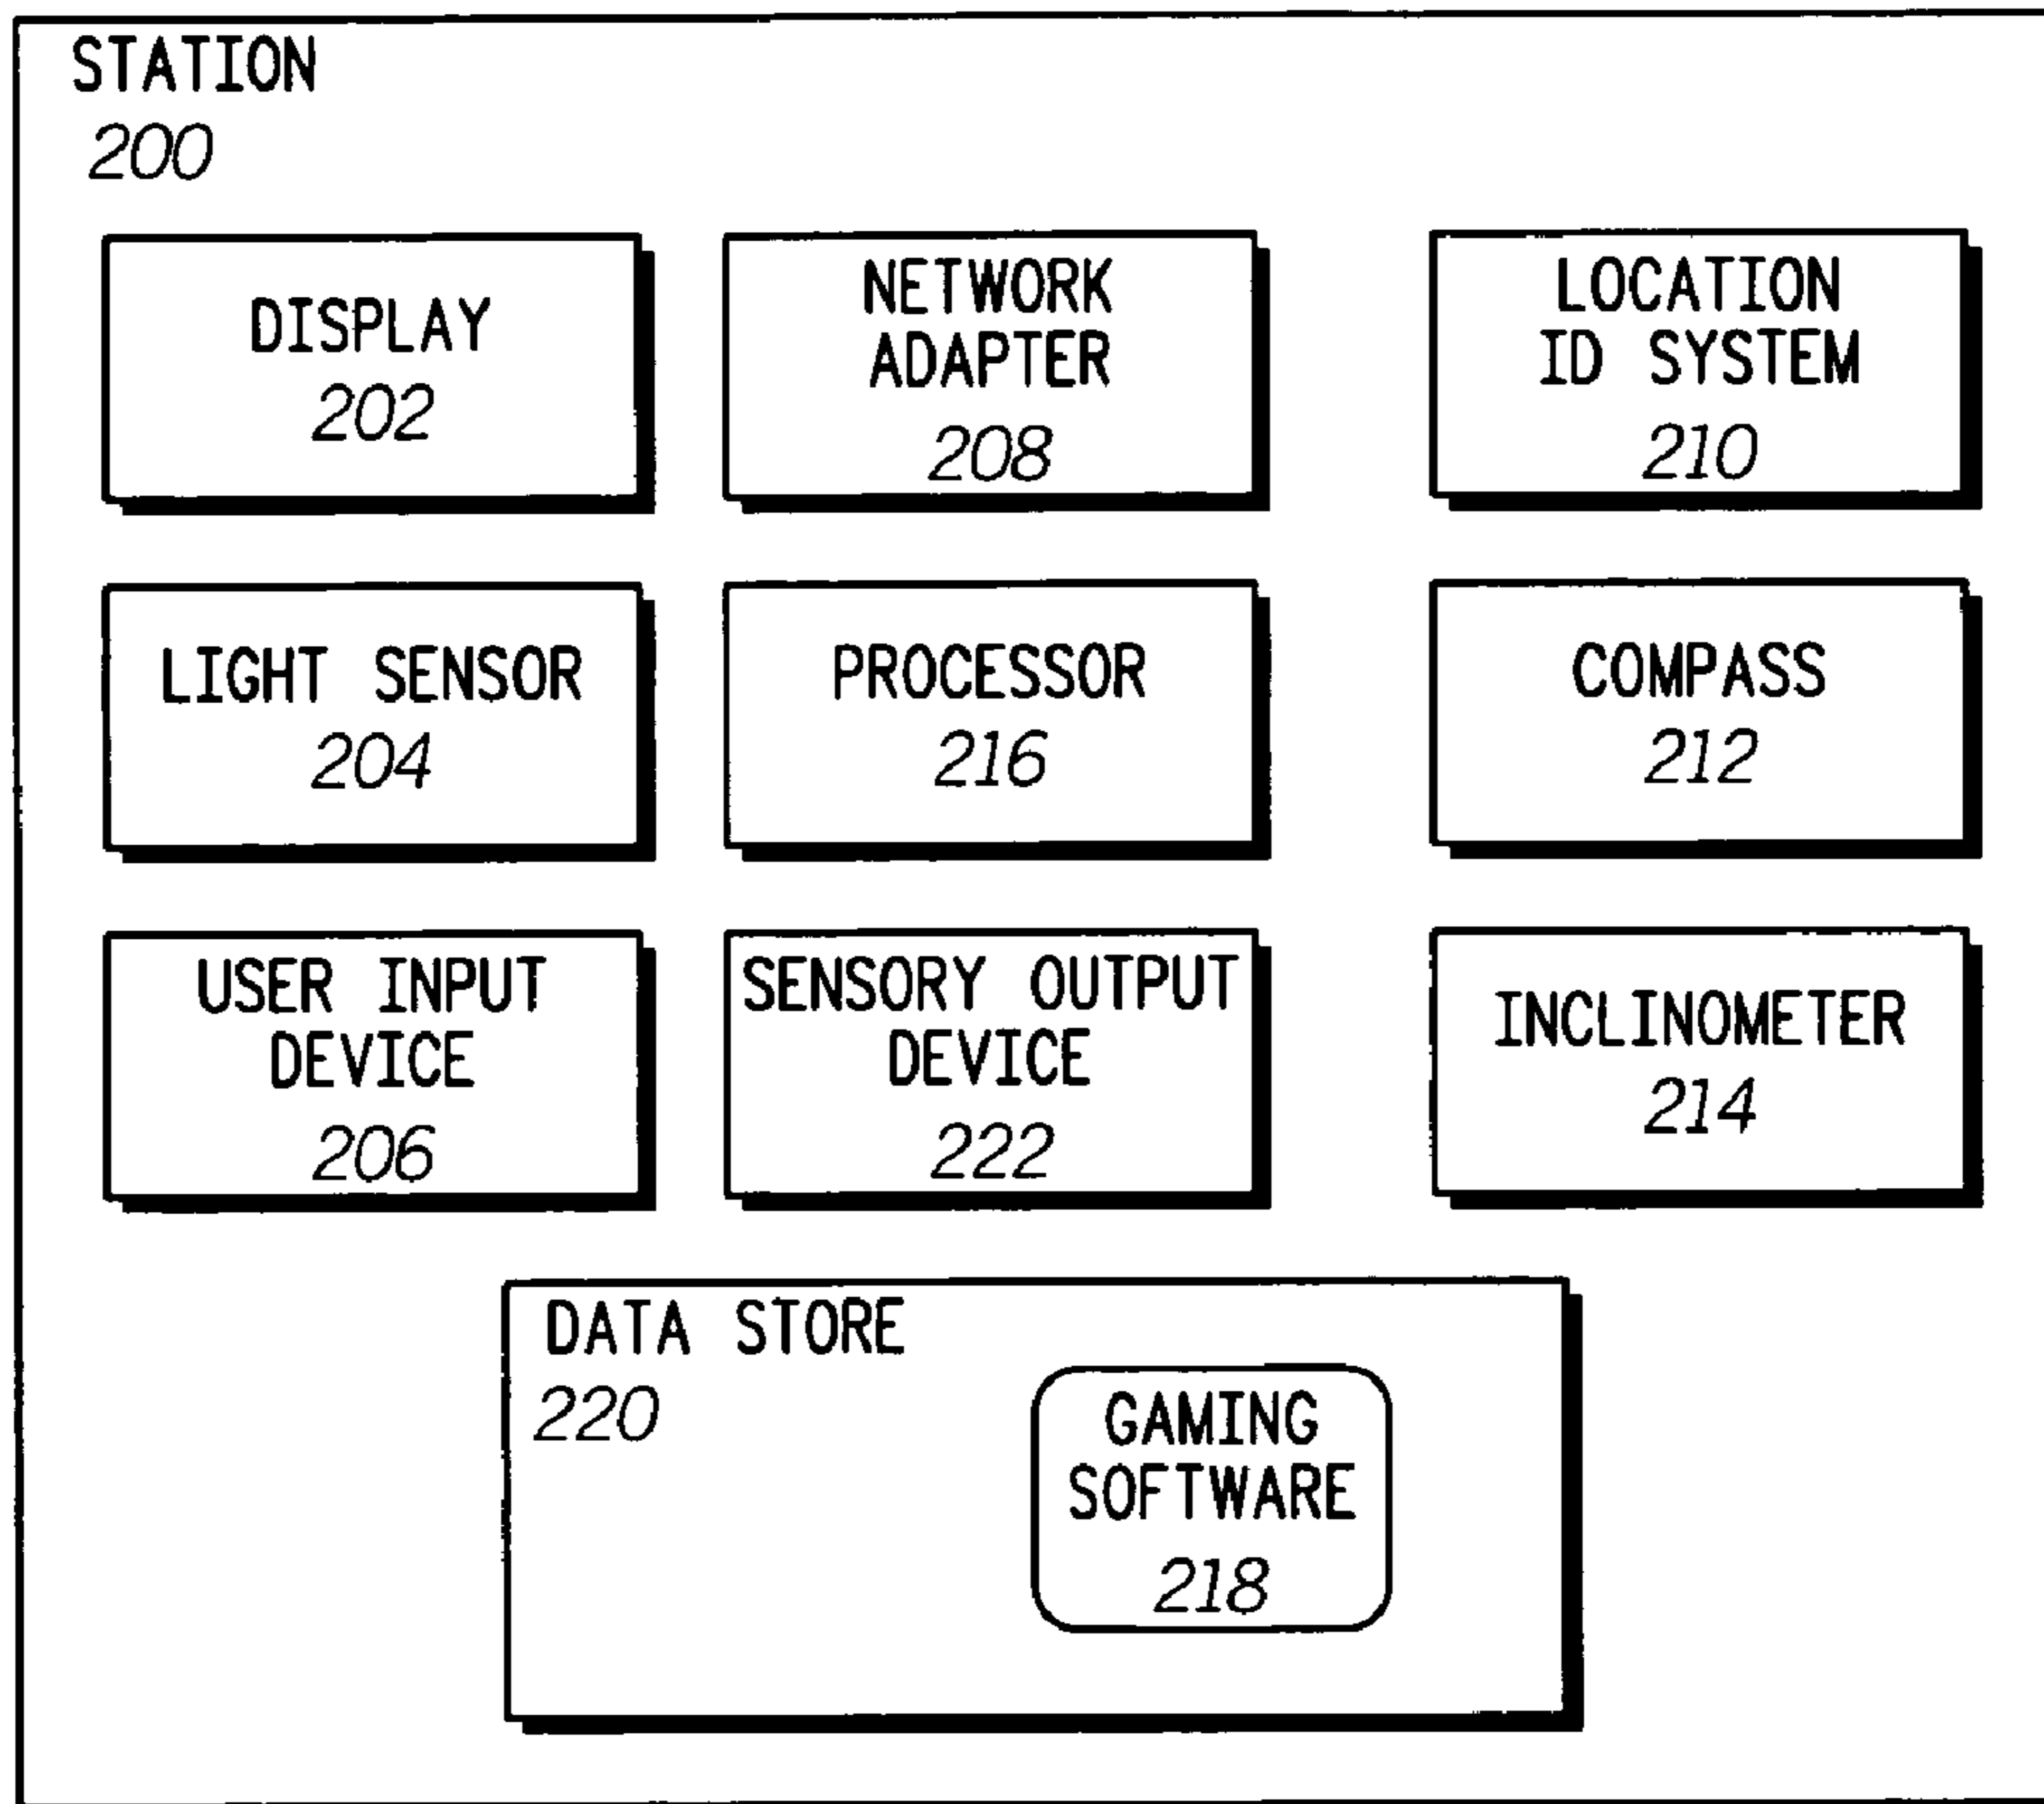 STATION
200
DISPLAY
202
NETWORK
ADAPTER
208
LOCATION
ID SYSTEM
210
LIGHT SENSOR
204
PROCESSOR
216
COMPASS
212
USER INPUT
DEVICE
206
SENSORY OUTPUT
DEVICE
222
INCLINOMETER
214
DATA STORE
220
GAMING
SOFTWARE
218